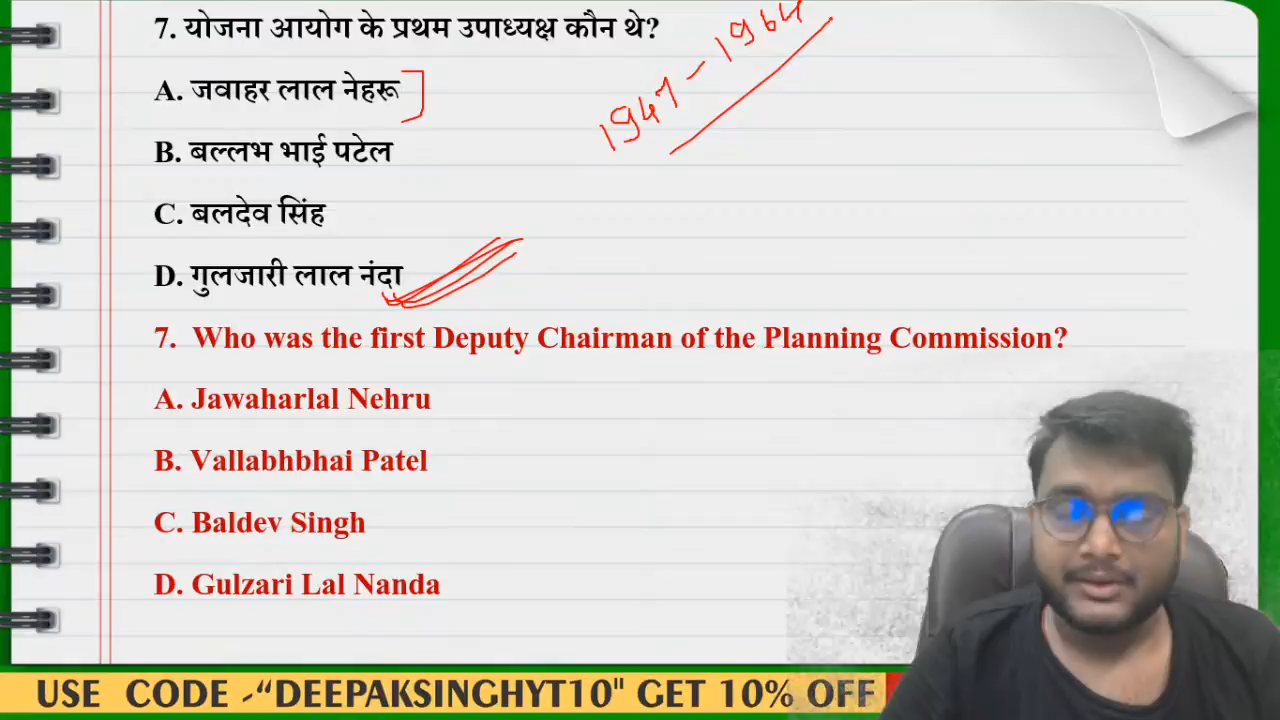 7. योजना आयोग के प्रथम उपाध्यक्ष कौन थे?
1947 - 1964
A. जवाहर लाल नेहरू
B. बल्लभ भाई पटेल
C. बलदेव सिंह
D. गुलजारी लाल नंदा
7. Who was the first Deputy Chairman of the Planning Commission?
A. Jawaharlal Nehru
B. Vallabhbhai Patel
C. Baldev Singh
D. Gulzari Lal Nanda
USE CODE -“DEEPAKSINGHYT10" GET 10% OFF